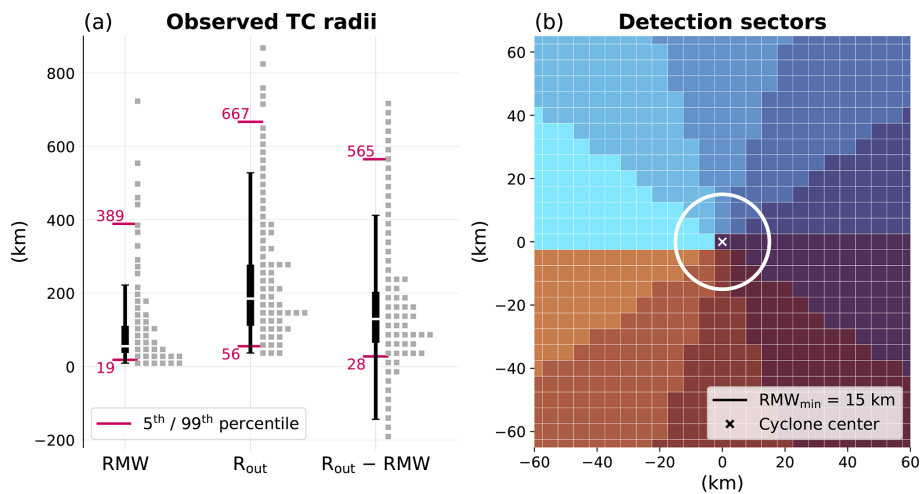 (a) Observed TC radii
800
600
400
200
0
−200
(km)
389
19
667
56
565
28
5th / 99th percentile
RMW
Rout
Rout − RMW
(b) Detection sectors
60
40
20
0
−20
−40
−60
(km)
RMWmin = 15 km
Cyclone center
−60 −40 −20 0 20 40 60
(km)